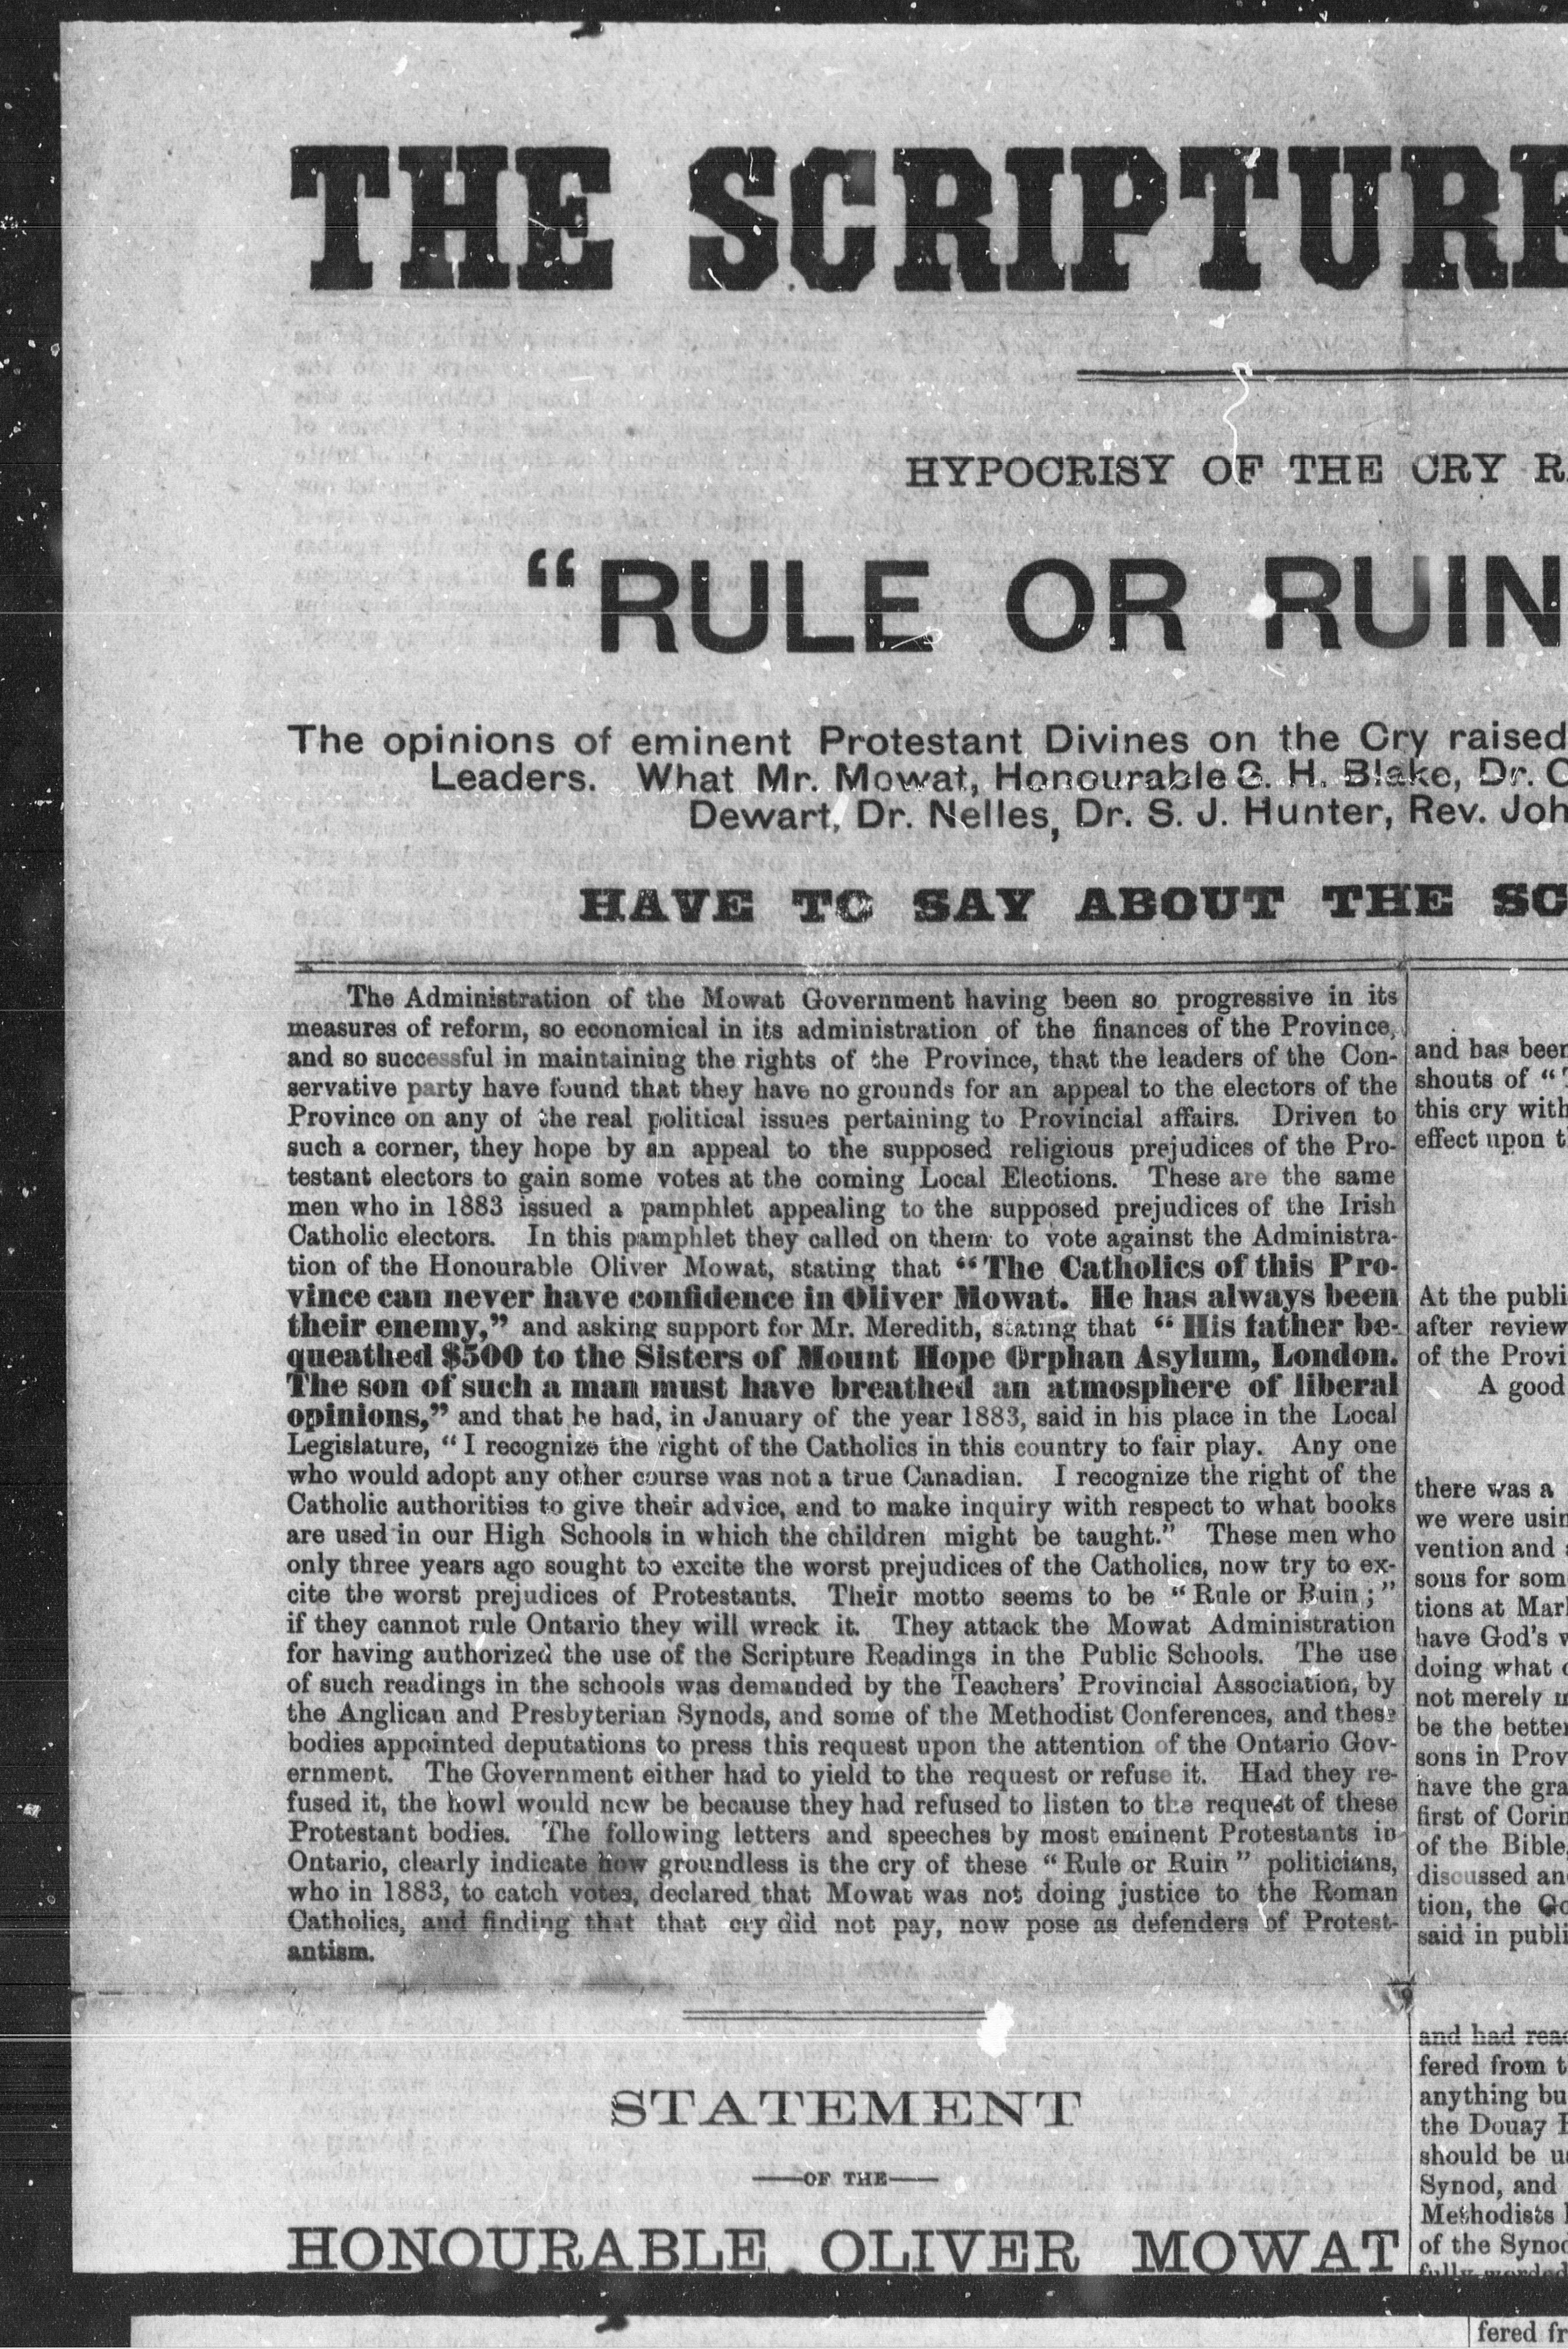 THE SCRIPTURE
HYPOCRISY OF THE CRY R
"RULE OR RUIN
The opinions of eminent Protestant Divines on the Cry raised
Leaders. What Mr. Mowat, Honourable S. H. Blake, Dr. C
Dewart, Dr. Nelles, Dr. S. J. Hunter, Rev. Joh
HAVE TO SAY ABOUT THE SC
The Administration of the Mowat Government having been so progressive in its
measures of reform, so economical in its administration of the finances of the Province,
and so successful in maintaining the rights of the Province, that the leaders of the Con-
servative party have found that they have no grounds for an appeal to the electors of the
Province on any of the real political issues pertaining to Provincial affairs. Driven to
such a corner, they hope by an appeal to the supposed religious prejudices of the Pro-
testant electors to gain some votes at the coming Local Elections. These are the same
men who in 1883 issued a pamphlet appealing to the supposed prejudices of the Irish
Catholic electors. In this pamphlet they called on them to vote against the Administra-
tion of the Honourable Oliver Mowat, stating that "The Catholics of this Pro-
vince can never have confidence in Oliver Mowat. He has always been
their enemy," and asking support for Mr. Meredith, stating that "His father be-
queathed $500 to the Sisters of Mount Hope Orphan Asylum, London.
The son of such a man must have breathed an atmosphere of liberal
opinions," and that he had, in January of the year 1883, said in his place in the Local
Legislature, "I recognize the right of the Catholics in this country to fair play. Any one
who would adopt any other course was not a true Canadian. I recognize the right of the
Catholic authorities to give their advice, and to make inquiry with respect to what books
are used in our High Schools in which the children might be taught." These men who
only three years ago sought to excite the worst prejudices of the Catholics, now try to ex-
cite the worst prejudices of Protestants. Their motto seems to be "Rule or Ruin;"
if they cannot rule Ontario they will wreck it. They attack the Mowat Administration
for having authorized the use of the Scripture Readings in the Public Schools. The use
of such readings in the schools was demanded by the Teachers' Provincial Association, by
the Anglican and Presbyterian Synods, and some of the Methodist Conferences, and these
bodies appointed deputations to press this request upon the attention of the Ontario Gov-
ernment. The Government either had to yield to the request or refuse it. Had they re-
fused it, the howl would now be because they had refused to listen to the request of these
Protestant bodies. The following letters and speeches by most eminent Protestants in
Ontario, clearly indicate how groundless is the cry of these "Rule or Ruin" politicians,
who in 1883, to catch votes, declared that Mowat was not doing justice to the Roman
Catholics, and finding that that cry did not pay, now pose as defenders of Protest-
antism.
STATEMENT
OF THE
HONOURABLE OLIVER MOWAT
and has been
shouts of "T
this cry with
effect upon t
At the publi
after review
of the Provi
A good
there was a
we were usin
vention and
sons for som
tions at Mar
have God's w
doing what
not merely
be the better
sons in Prov
have the gra
first of Corin
of the Bible,
discussed an
tion, the Go
said in publi
and had read
fered from t
anything bu
the Douay
should be u
Synod, and
Methodists
of the Synod
fully worded
fered fr